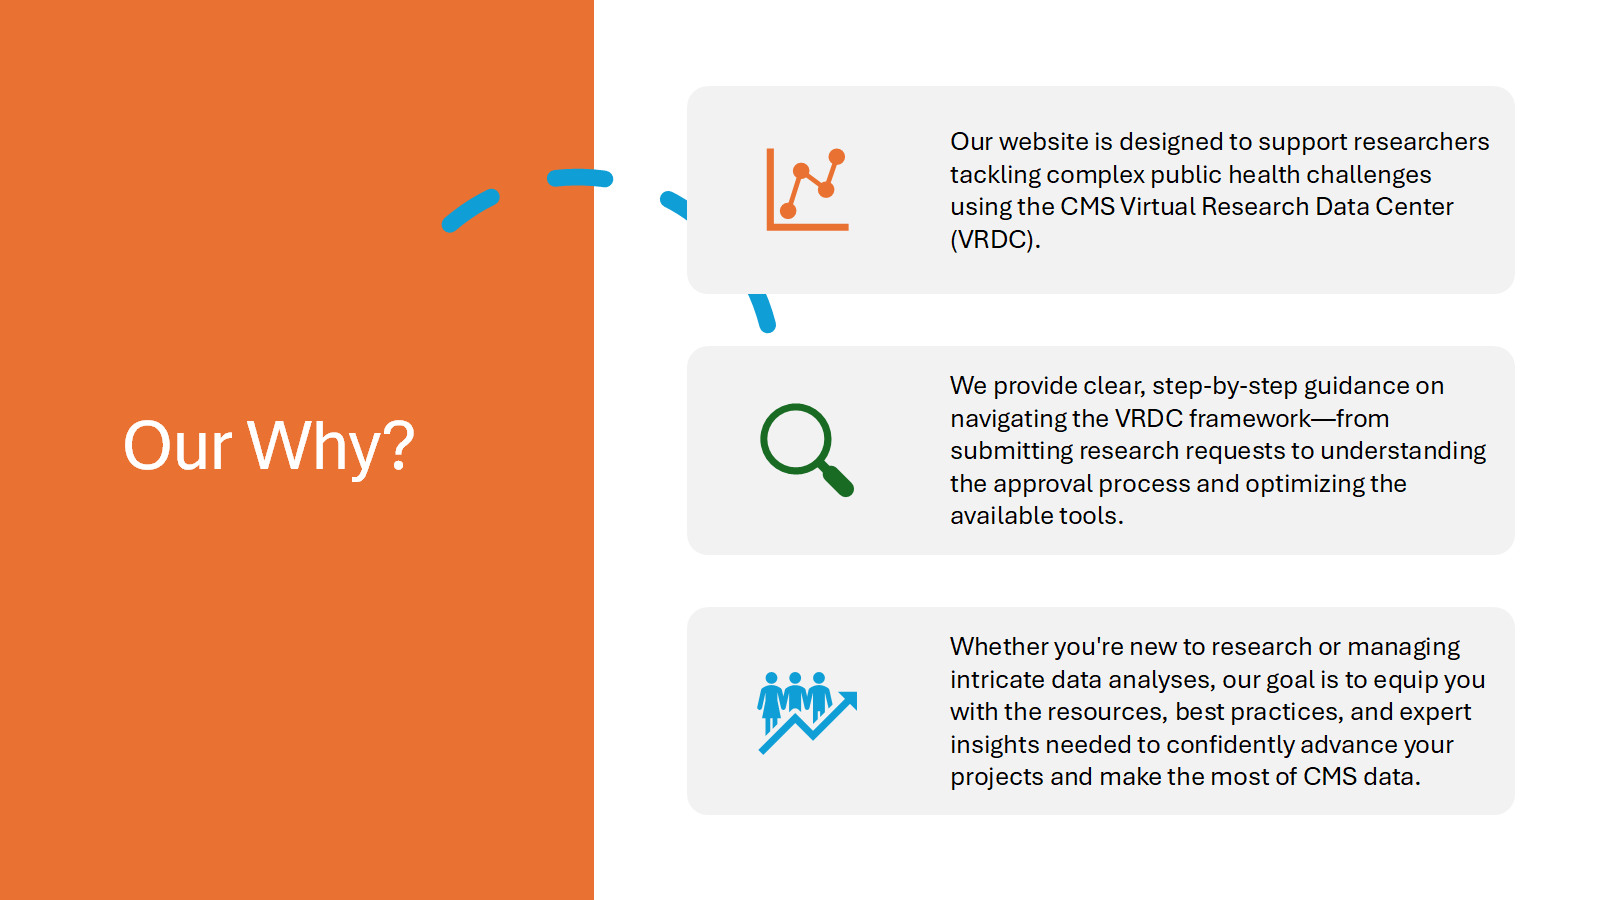 Our Why?
Our website is designed to support researchers
tackling complex public health challenges
using the CMS Virtual Research Data Center
(VRDC).
We provide clear, step-by-step guidance on
navigating the VRDC framework—from
submitting research requests to understanding
the approval process and optimizing the
available tools.
Whether you're new to research or managing
intricate data analyses, our goal is to equip you
with the resources, best practices, and expert
insights needed to confidently advance your
projects and make the most of CMS data.